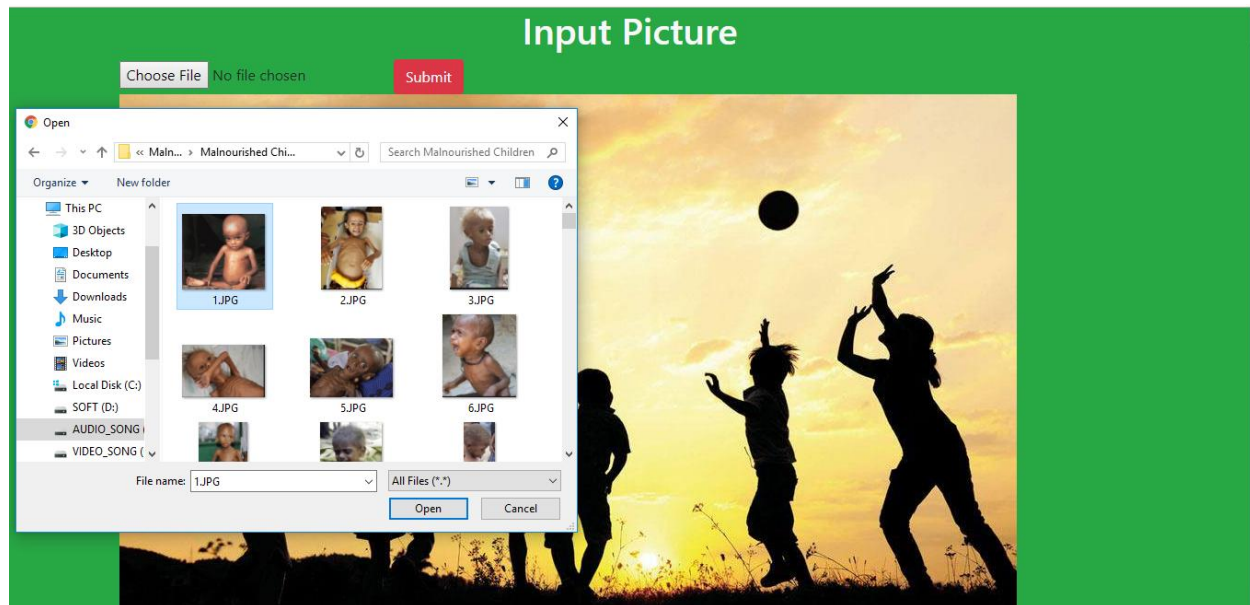 Input Picture
Choose File No file chosen
Submit
Open
« Maln... › Malnourished Chi...
Search Malnourished Children
Organize
New folder
This PC
3D Objects
Desktop
Documents
Downloads
Music
Pictures
Videos
Local Disk (C:)
SOFT (D:)
AUDIO_SONG (
VIDEO_SONG (
1.JPG
2.JPG
3.JPG
4.JPG
5.JPG
6.JPG
File name: 1.JPG
All Files (*.*)
Open
Cancel